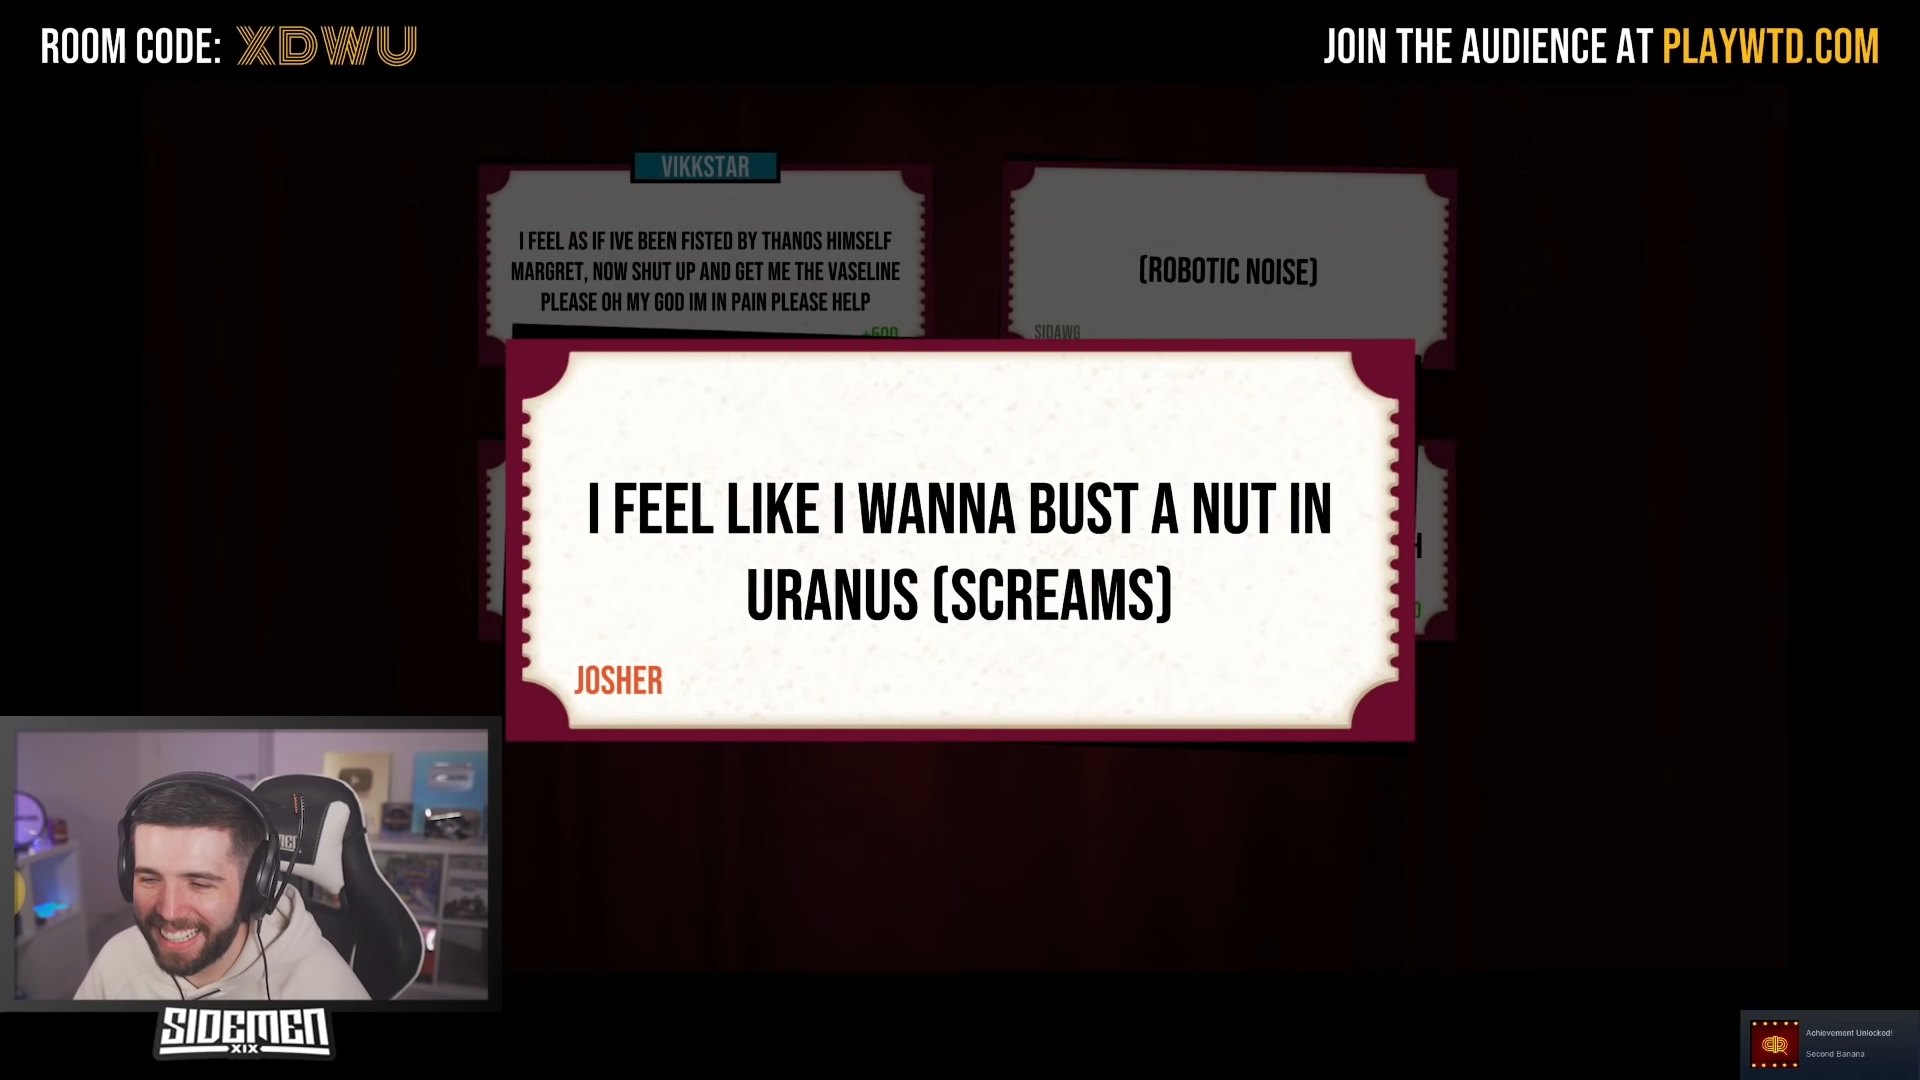 ROOM CODE: XDWU
JOIN THE AUDIENCE AT PLAYWTD.COM
VIKKSTAR
I FEEL AS IF IVE BEEN FISTED BY THANOS HIMSELF
MARGRET, NOW SHUT UP AND GET ME THE VASELINE
PLEASE OH MY GOD IM IN PAIN PLEASE HELP
+500
(ROBOTIC NOISE)
SIDAWG
I FEEL LIKE I WANNA BUST A NUT IN
URANUS (SCREAMS)
JOSHER
SIDEMEN
XIX
Achievement Unlocked!
Second Banana